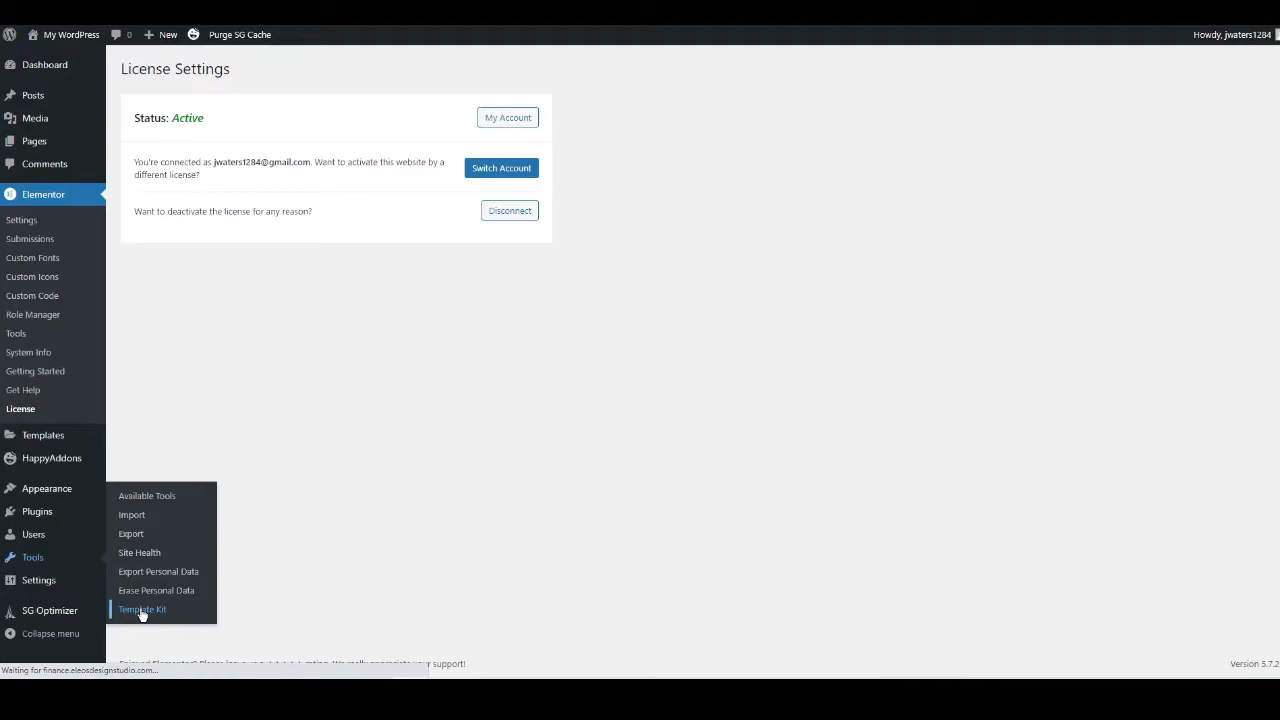 My WordPress 0 New Purge SG Cache Howdy, jwaters1284
Dashboard
Posts
Media
Pages
Comments
Elementor
Settings
Submissions
Custom Fonts
Custom Icons
Custom Code
Role Manager
Tools
System Info
Getting Started
Get Help
License
Templates
HappyAddons
Appearance
Plugins
Users
Tools
Settings
SG Optimizer
Collapse menu
Available Tools
Import
Export
Site Health
Export Personal Data
Erase Personal Data
Template Kit
License Settings
Status: Active My Account
You're connected as jwaters1284@gmail.com. Want to activate this website by a
different license?
Switch Account
Want to deactivate the license for any reason? Disconnect
support!
Version 5.7.2
Waiting for finance.eleosdesignstudio.com...